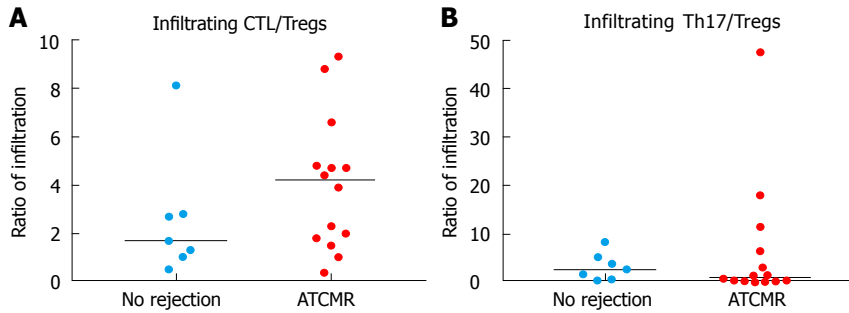 A
Infiltrating CTL/Tregs
Ratio of infiltration
10
8
6
4
2
0
No rejection
ATCMR
B
Infiltrating Th17/Tregs
Ratio of infiltration
50
40
30
20
10
0
No rejection
ATCMR